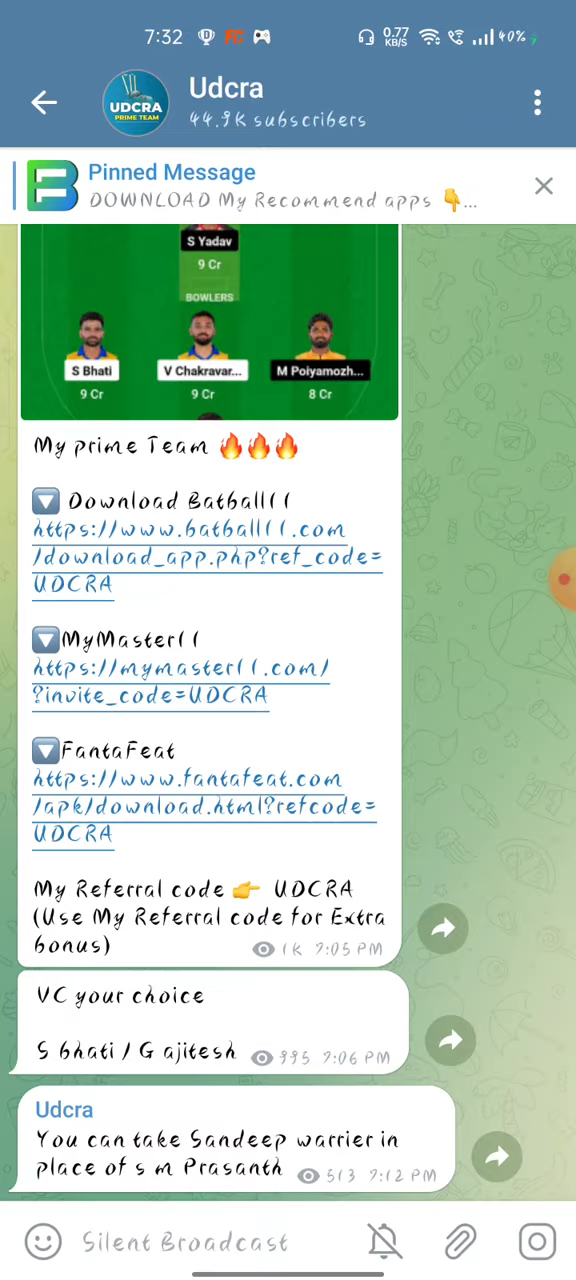 7:32
0.77
KB/S
40%
UDCRA
PRIME TEAM
Udcra
44.9K subscribers
Pinned Message
DOWNLOAD My Recommend apps 👇...
S Yadav
9 Cr
BOWLERS
S Bhati
V Chakravar...
M Poiyamozh...
9 Cr
9 Cr
8 Cr
My prime Team 🔥🔥🔥
🔽 Download Batball11
https://www.batball11.com
/download_app.php?ref_code=
UDCRA
🔽MyMaster11
https://mymaster11.com/
?invite_code=UDCRA
🔽FantaFeat
https://www.fantafeat.com
/apk/download.html?refcode=
UDCRA
My Referral code 👉 UDCRA
(Use My Referral code for Extra
bonus)
1K 7:05 PM
VC your choice
S bhati / G ajitesh
995 7:06 PM
Udcra
You can take Sandeep warrier in
place of s m Prasanth
513 7:12 PM
Silent Broadcast